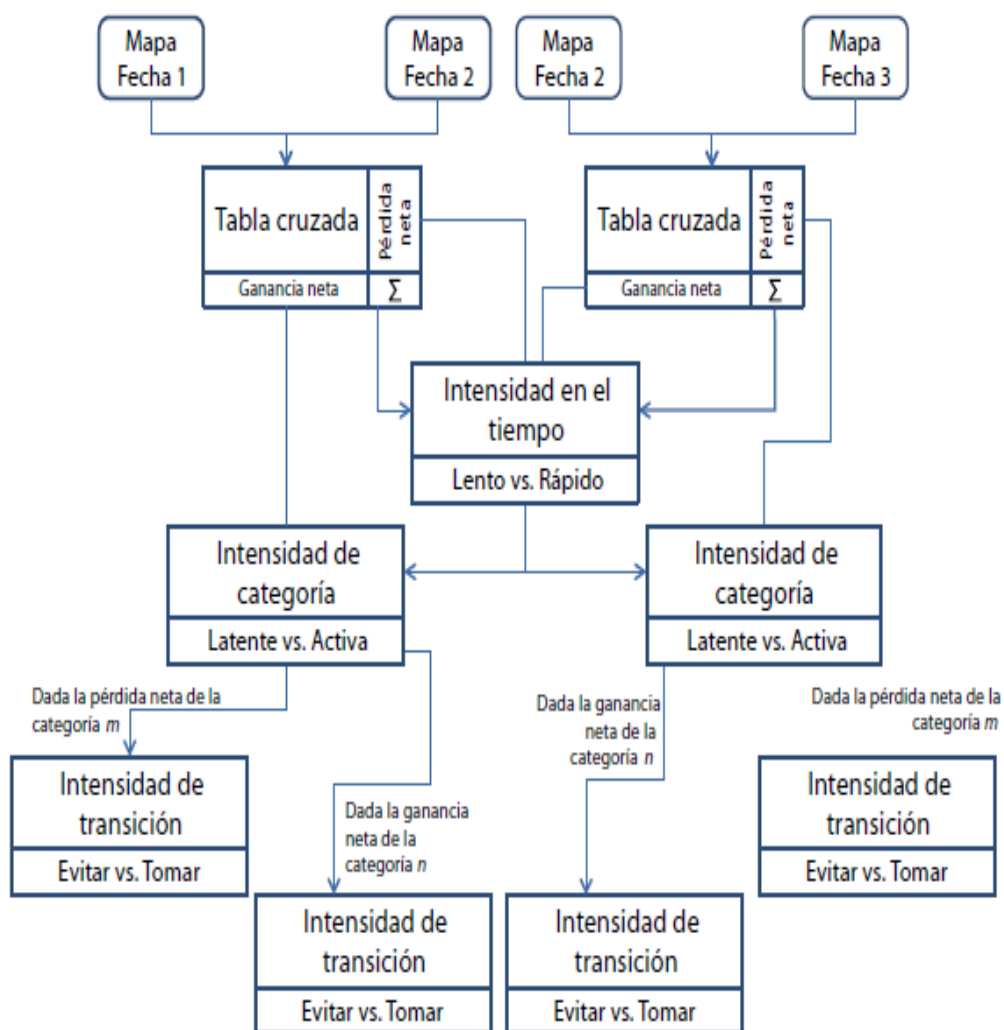 Mapa
Fecha 1
Mapa
Fecha 2
Mapa
Fecha 2
Mapa
Fecha 3
Tabla cruzada
Pérdida
neta
Ganancia neta
Σ
Tabla cruzada
Pérdida
neta
Ganancia neta
Σ
Intensidad en el
tiempo
Lento vs. Rápido
Intensidad de
categoría
Latente vs. Activa
Intensidad de
categoría
Latente vs. Activa
Dada la pérdida neta de la
categoría m
Dada la ganancia
neta de la
categoría n
Dada la pérdida neta de la
categoría m
Intensidad de
transición
Evitar vs. Tomar
Dada la ganancia
neta de la
categoría n
Intensidad de
transición
Evitar vs. Tomar
Intensidad de
transición
Evitar vs. Tomar
Intensidad de
transición
Evitar vs. Tomar